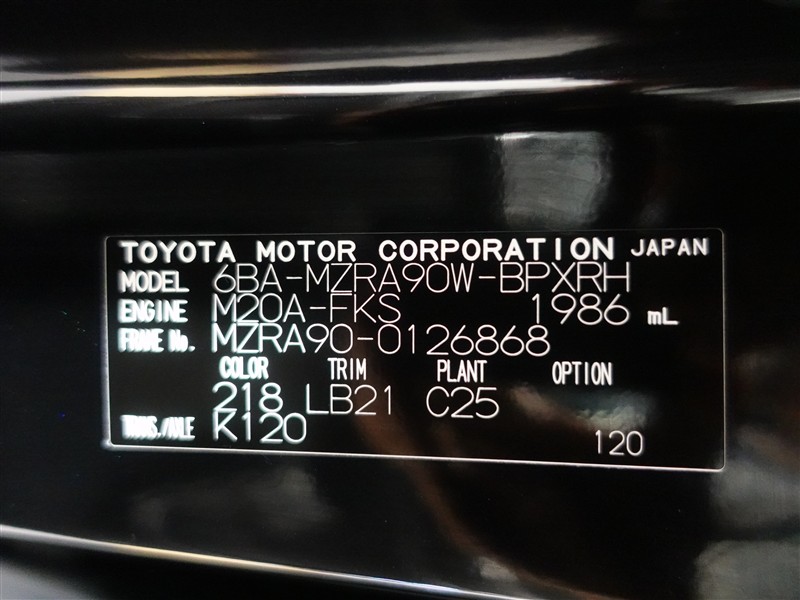 TOYOTA MOTOR CORPORATION JAPAN
MODEL 6BA-MZRA90W-BPXRH
ENGINE M20A-FKS 1986 mL
FRAME No. MZRA90-0126868
COLOR TRIM PLANT OPTION
218 LB21 C25
TRANS./AXLE K120
120